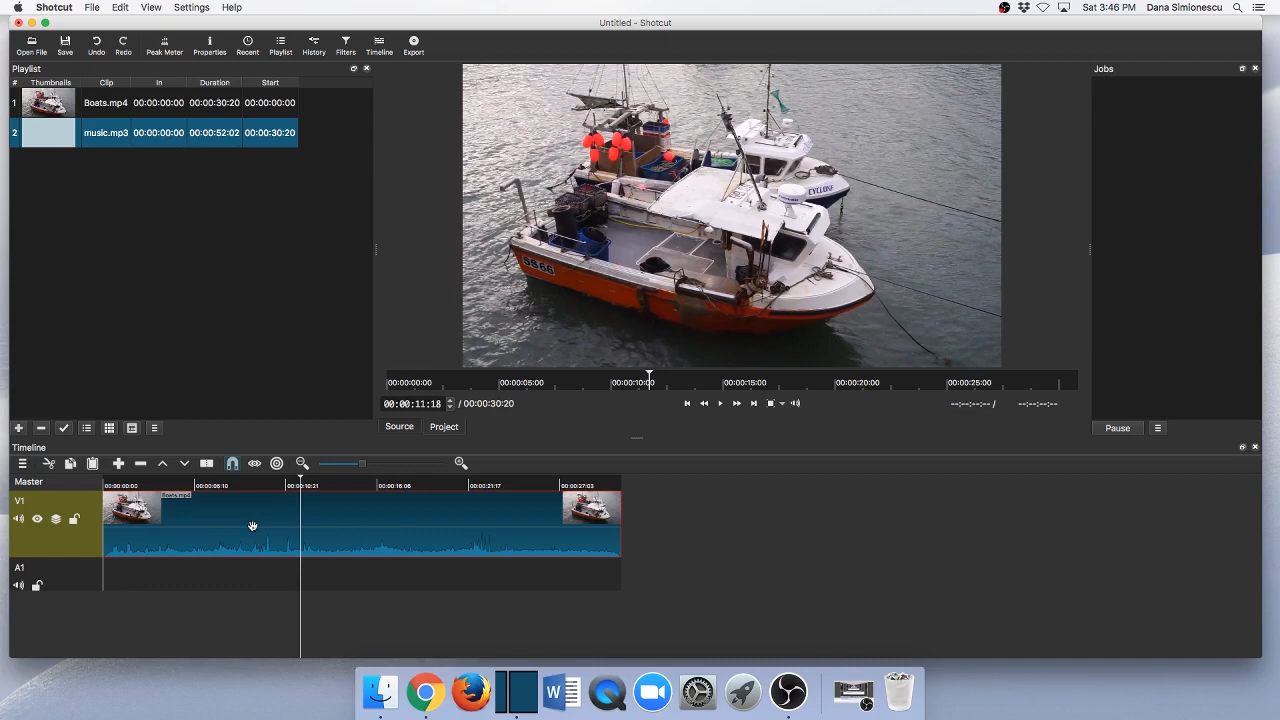 Shotcut File Edit View Settings Help Sat 3:46 PM Dana Simionescu
Untitled - Shotcut
Open File Save Undo Redo Peak Meter Properties Recent Playlist History Filters Timeline Export
Playlist
# Thumbnails Clip In Duration Start
1 Boats.mp4 00:00:00:00 00:00:30:20 00:00:00:00
2 music.mp3 00:00:00:00 00:00:52:02 00:00:30:20
CYCLONE
SS66
Jobs
00:00:00:00 00:00:05:00 00:00:10:00 00:00:15:00 00:00:20:00 00:00:25:00
00:00:11:18 / 00:00:30:20 --:--:--:-- / --:--:--:--
Source Project
Pause
Timeline
Master
00:00:00:00 00:00:05:10 00:00:10:21 00:00:16:06 00:00:21:17 00:00:27:03
V1
Boats.mp4
A1